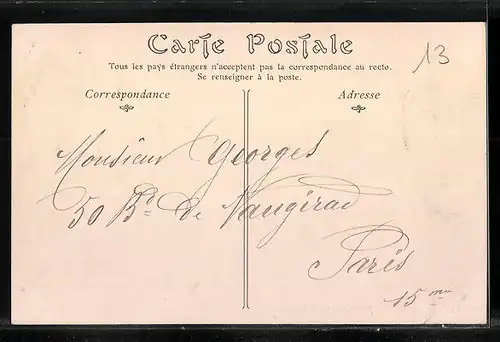 Carte Postale
13
Tous les pays étrangers n'acceptent pas la correspondance au recto.
Se renseigner à la poste.
Correspondance
Adresse
Monsieur Georges
50 Bd de Vaugirard
Paris
15me